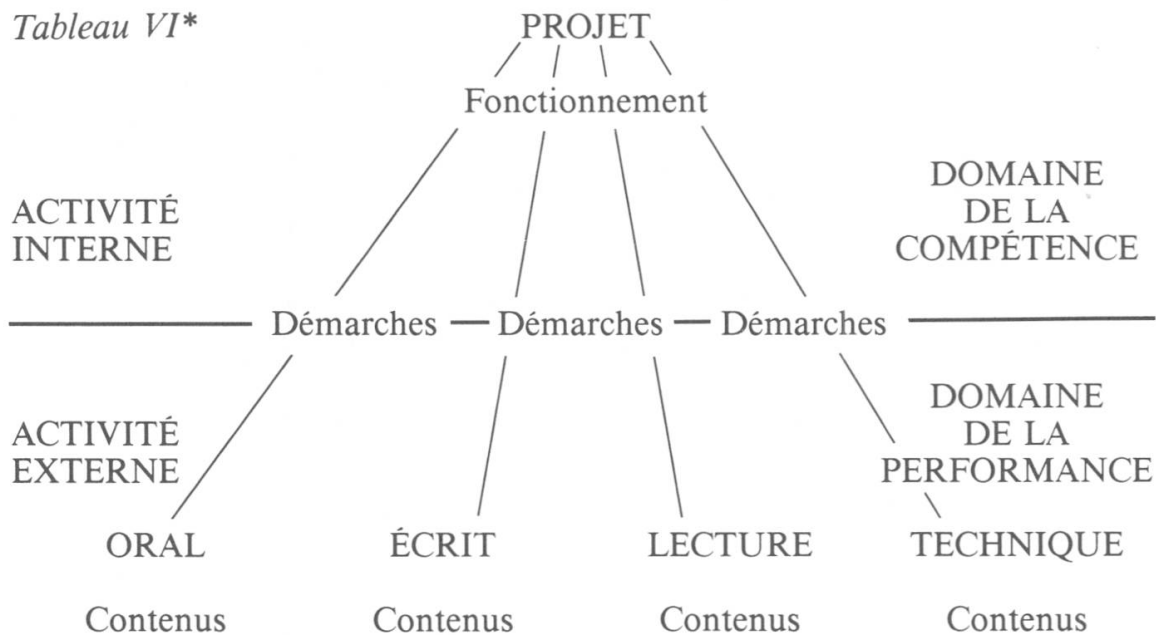 Tableau VI*
PROJET
Fonctionnement
ACTIVITÉ
INTERNE
DOMAINE
DE LA
COMPÉTENCE
Démarches — Démarches — Démarches
ACTIVITÉ
EXTERNE
DOMAINE
DE LA
PERFORMANCE
ORAL ÉCRIT LECTURE TECHNIQUE
Contenus Contenus Contenus Contenus